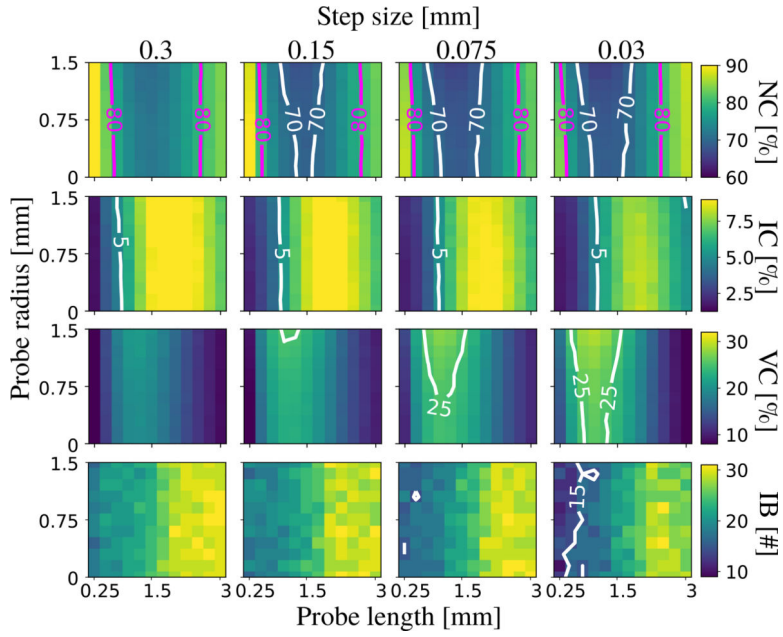 Step size [mm]
0.3 0.15 0.075 0.03
1.5 0.75 0
80 80
80 70 70 80
80 70 70 80
80 70 70 80
90 80 70 60
NC [%]
1.5 0.75 0
5
5
5
5
7.5 5.0 2.5
IC [%]
Probe radius [mm]
1.5 0.75 0
25
25 25
30 20 10
VC [%]
1.5 0.75 0
15
30 20 10
IB [#]
0.25 1.5 3 0.25 1.5 3 0.25 1.5 3 0.25 1.5 3
Probe length [mm]